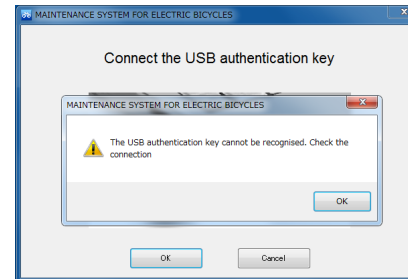 MAINTENANCE SYSTEM FOR ELECTRIC BICYCLES
Connect the USB authentication key
MAINTENANCE SYSTEM FOR ELECTRIC BICYCLES
The USB authentication key cannot be recognised. Check the
connection
OK
OK
Cancel